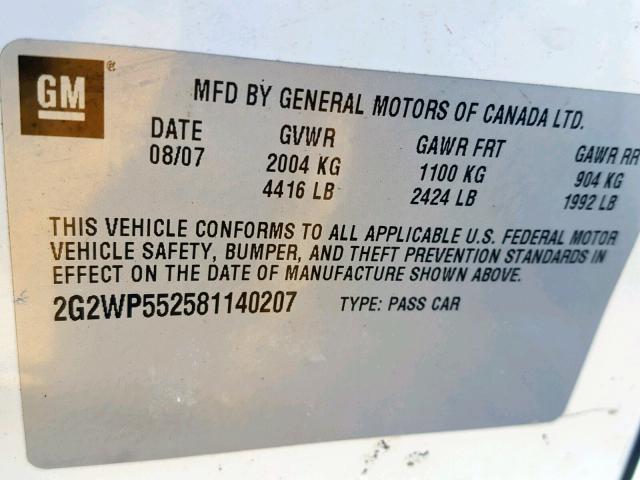 GM ®
MFD BY GENERAL MOTORS OF CANADA LTD.
DATE GVWR GAWR FRT GAWR RR
08/07 2004 KG 1100 KG 904 KG
4416 LB 2424 LB 1992 LB
THIS VEHICLE CONFORMS TO ALL APPLICABLE U.S. FEDERAL MOTOR
VEHICLE SAFETY, BUMPER, AND THEFT PREVENTION STANDARDS IN
EFFECT ON THE DATE OF MANUFACTURE SHOWN ABOVE.
2G2WP552581140207 TYPE: PASS CAR